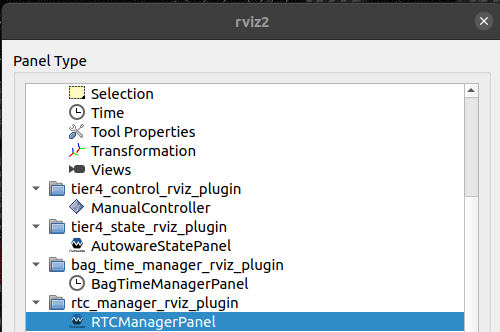 rviz2
Panel Type
Selection
Time
Tool Properties
Transformation
Views
tier4_control_rviz_plugin
ManualController
tier4_state_rviz_plugin
AutowareStatePanel
bag_time_manager_rviz_plugin
BagTimeManagerPanel
rtc_manager_rviz_plugin
RTCManagerPanel